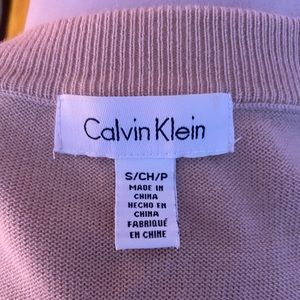 Calvin Klein
S/CH/P
MADE IN
CHINA
HECHO EN
CHINA
FABRIQUÉ
EN CHINE